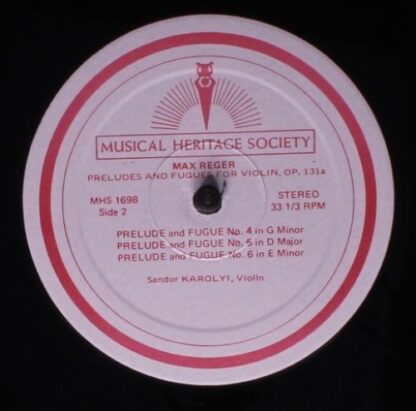 MUSICAL HERITAGE SOCIETY
MAX REGER
PRELUDES AND FUGUES FOR VIOLIN, OP. 131a
MHS 1698
Side 2
STEREO
33 1/3 RPM
PRELUDE and FUGUE No. 4 in G Minor
PRELUDE and FUGUE No. 5 in D Major
PRELUDE and FUGUE No. 6 in E Minor
Sandor KAROLYI, Violin